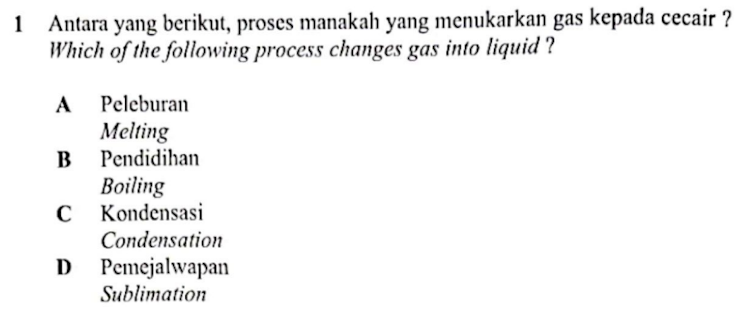 1 Antara yang berikut, proses manakah yang menukarkan gas kepada cecair ?
Which of the following process changes gas into liquid ?
A Peleburan
Melting
B Pendidihan
Boiling
C Kondensasi
Condensation
D Pemejalwapan
Sublimation